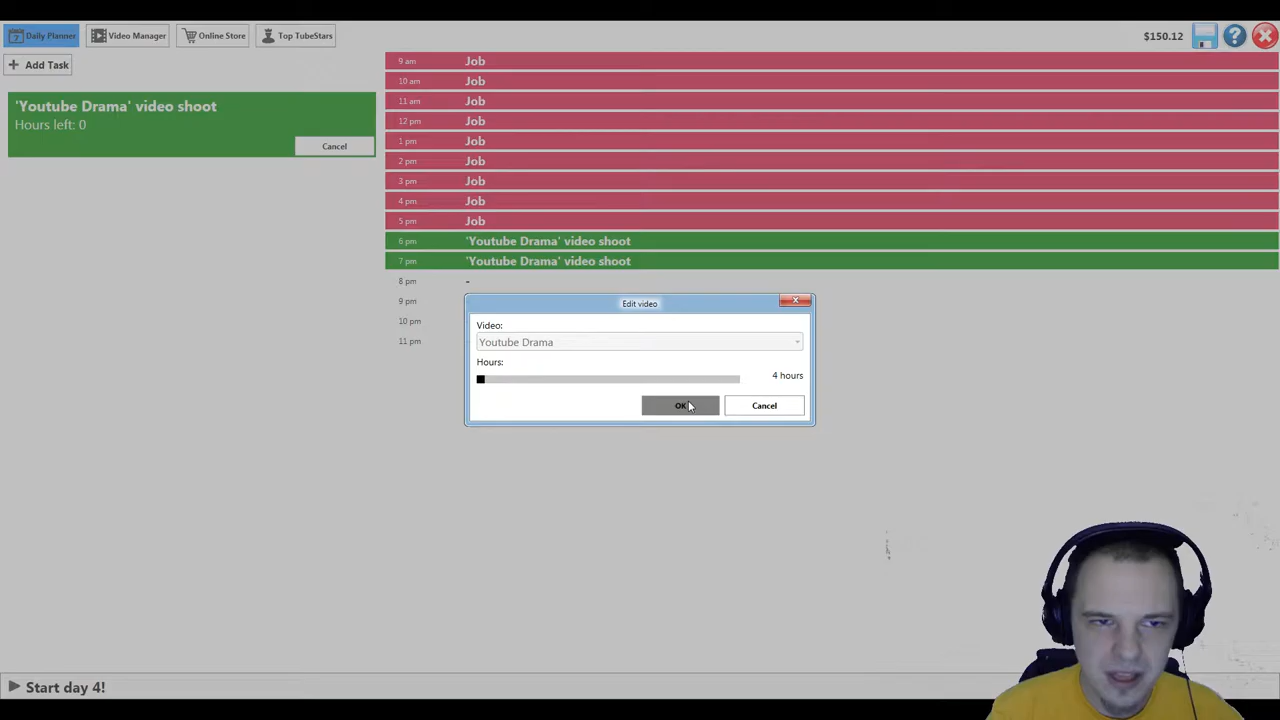 Daily Planner Video Manager Online Store Top TubeStars $150.12 ?
+ Add Task
'Youtube Drama' video shoot
Hours left: 0
Cancel
9 am Job
10 am Job
11 am Job
12 pm Job
1 pm Job
2 pm Job
3 pm Job
4 pm Job
5 pm Job
6 pm 'Youtube Drama' video shoot
7 pm 'Youtube Drama' video shoot
8 pm -
9 pm
10 pm
11 pm
Edit video
Video:
Youtube Drama
Hours:
4 hours
OK Cancel
Start day 4!